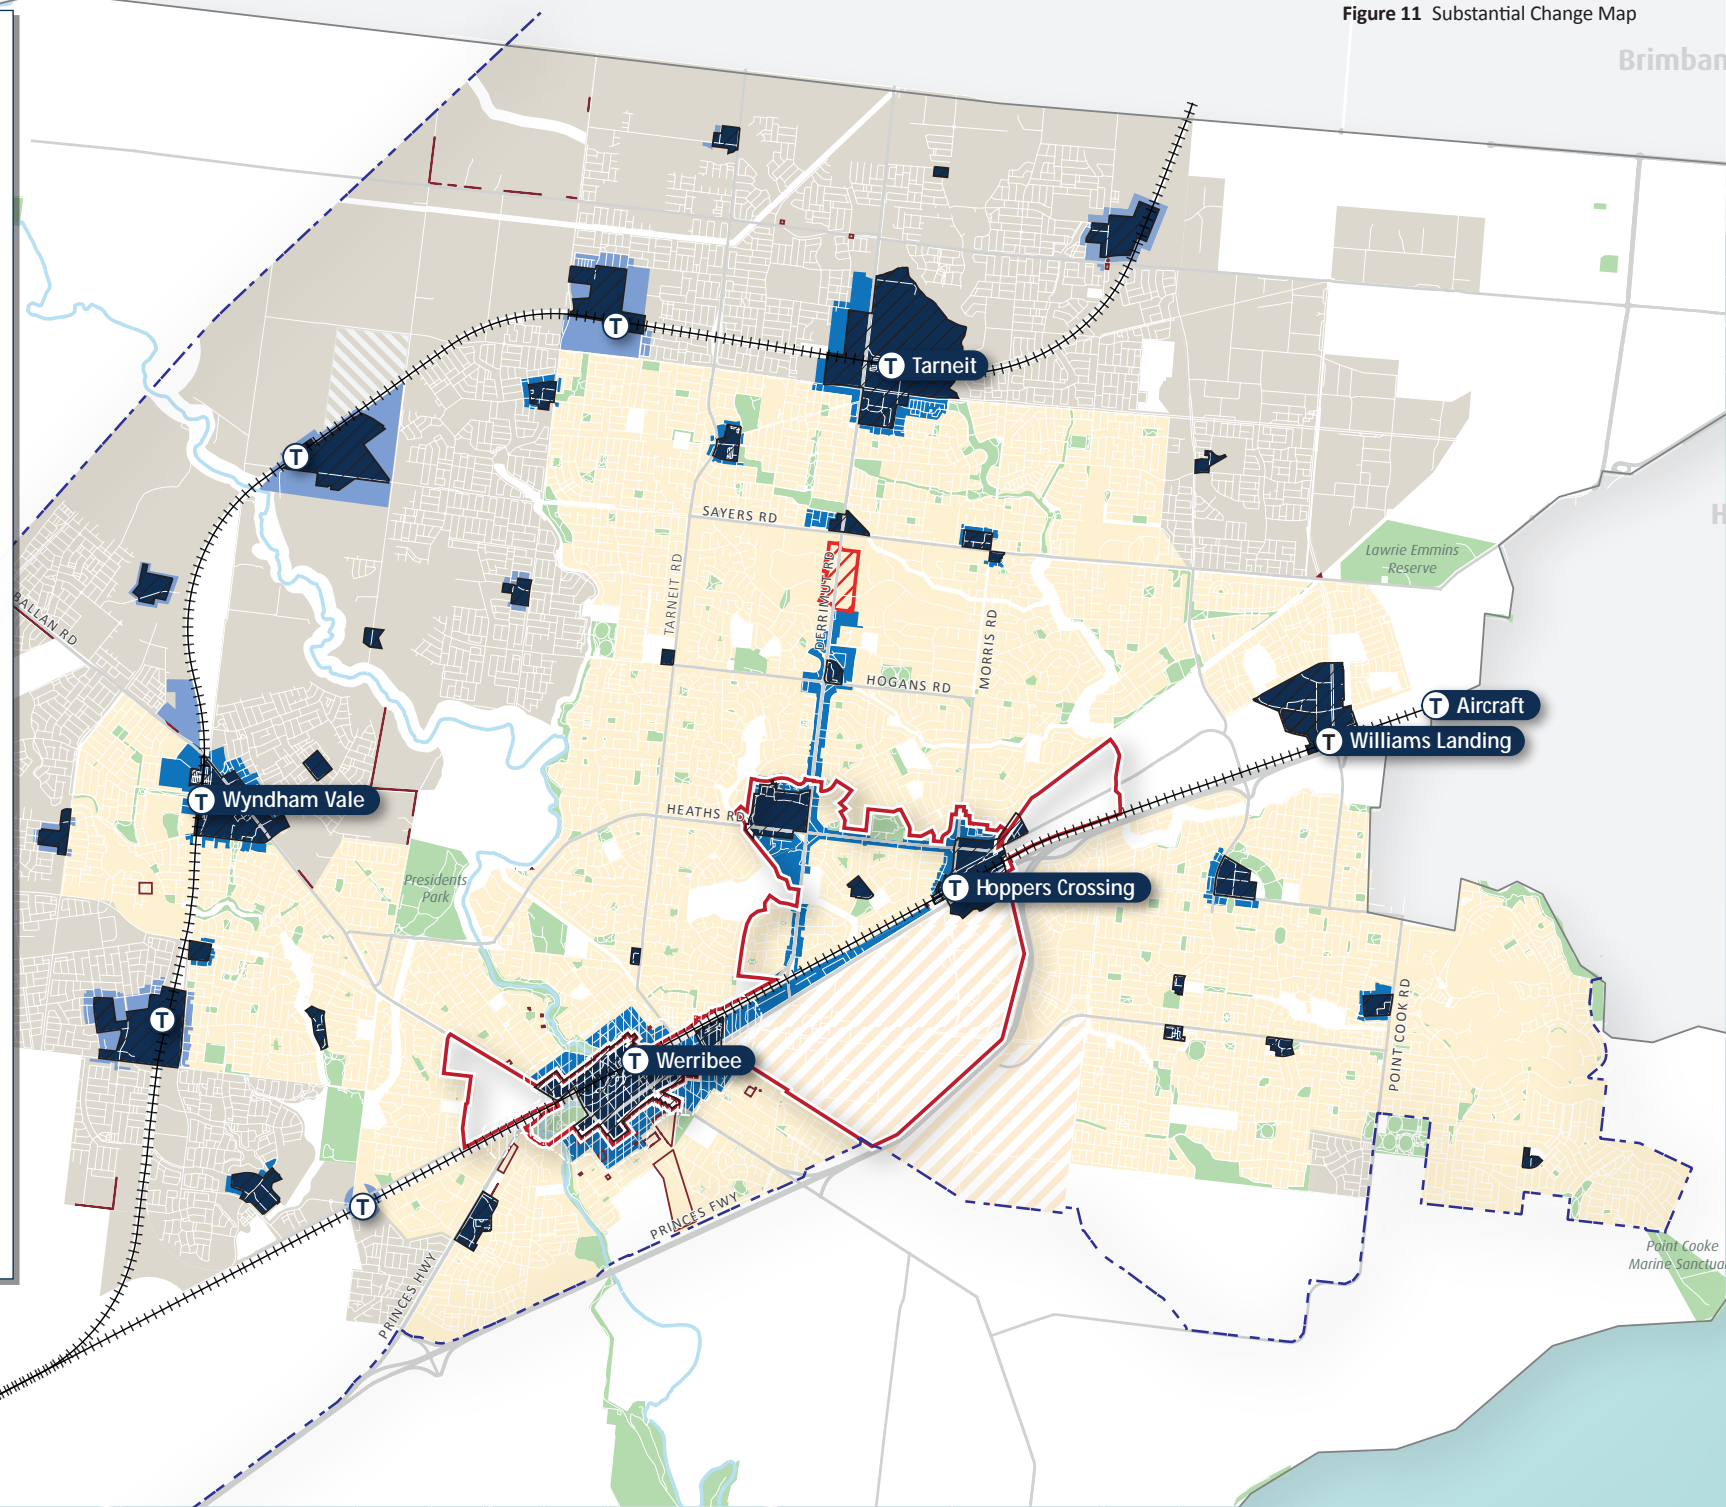 Figure 11 Substantial Change Map
Brimban
H
T
T Tarneit
T
SAYERS RD
Lawrie Emmins
Reserve
TARNEIT RD
DERRIMUT RD
MORRIS RD
BALLAN RD
HOGANS RD
T Aircraft
T Williams Landing
T Wyndham Vale
HEATHS RD
Presidents
Park
T Hoppers Crossing
T
POINT COOK RD
T Werribee
T
PRINCES FWY
PRINCES HWY
Point Cooke
Marine Sanctuar